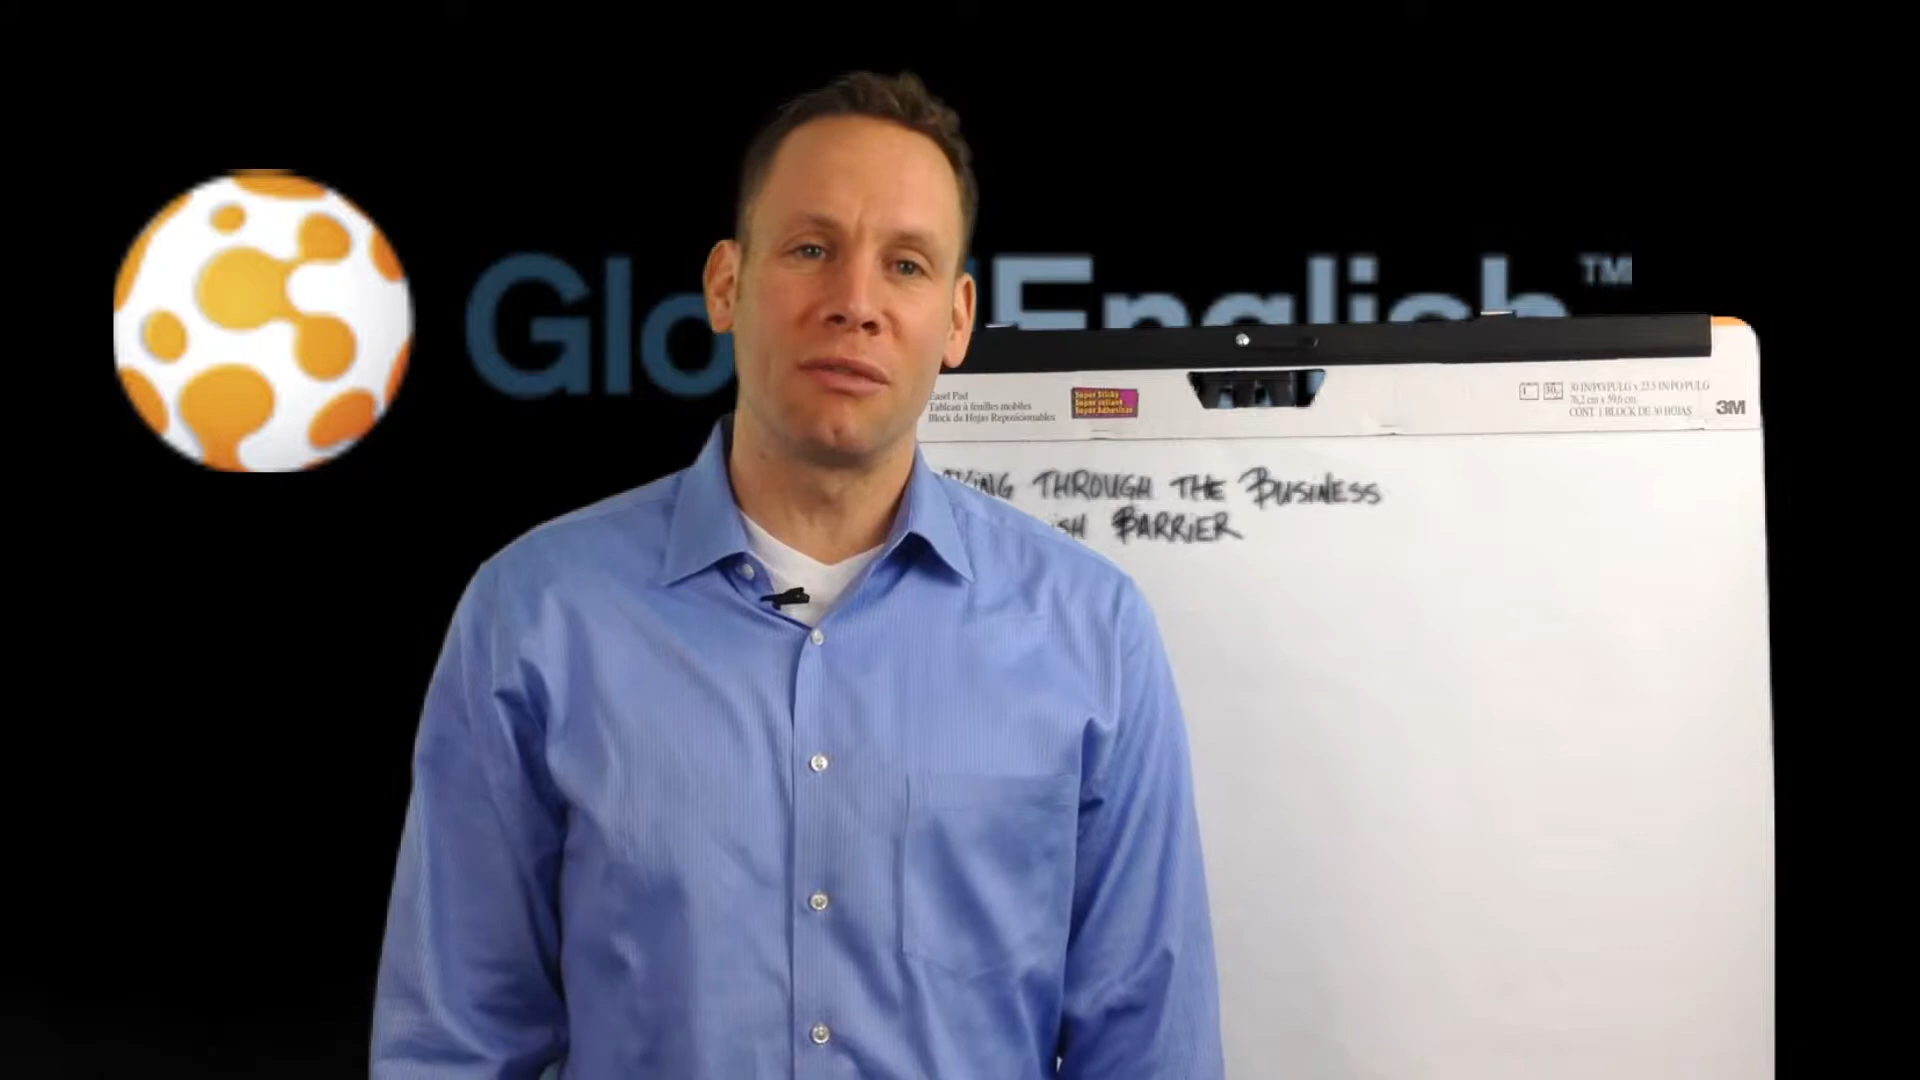 Glo English™
Easel Pad
Tableau à feuilles mobiles
Block de Hojas Reposicionables
Super Sticky
Super collant
Super Adhesivas
30 IN/PO/PULG x 23.5 IN/PO/PULG
76,2 cm x 59,6 cm
CONT. 1 BLOCK DE 30 HOJAS
3M
KING THROUGH THE BUSINESS
ISH BARRIER